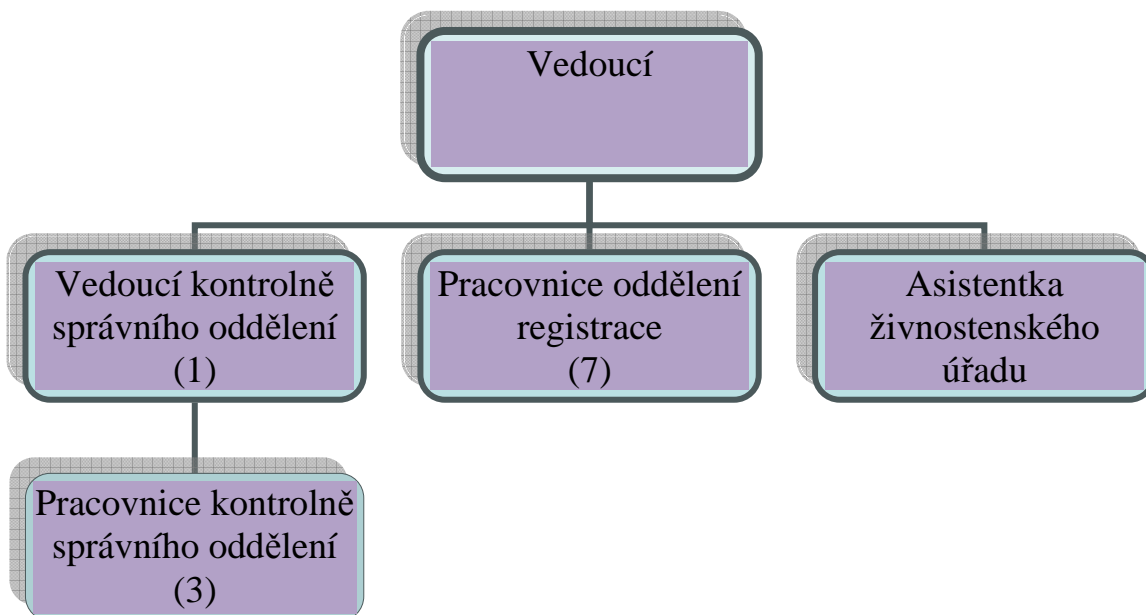 Vedoucí
Vedoucí kontrolně
správního oddělení
(1)
Pracovnice oddělení
registrace
(7)
Asistentka
živnostenského
úřadu
Pracovnice kontrolně
správního oddělení
(3)